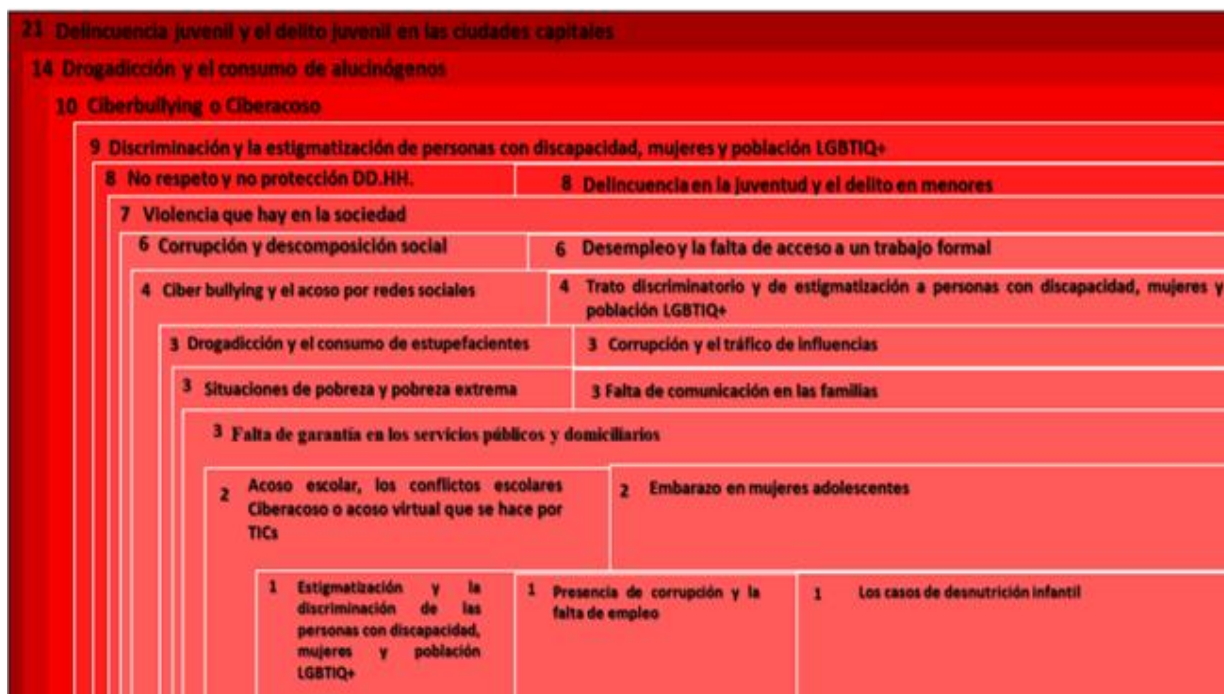 21 Delincuencia juvenil y el delito juvenil en las ciudades capitales
14 Drogadicción y el consumo de alucinógenos
10 Ciberbullying o Ciberacoso
9 Discriminación y la estigmatización de personas con discapacidad, mujeres y población LGBTIQ+
8 No respeto y no protección DD.HH.
8 Delincuencia en la juventud y el delito en menores
7 Violencia que hay en la sociedad
6 Corrupción y descomposición social
6 Desempleo y la falta de acceso a un trabajo formal
4 Ciber bullying y el acoso por redes sociales
4 Trato discriminatorio y de estigmatización a personas con discapacidad, mujeres y
población LGBTIQ+
3 Drogadicción y el consumo de estupefacientes
3 Corrupción y el tráfico de influencias
3 Situaciones de pobreza y pobreza extrema
3 Falta de comunicación en las familias
3 Falta de garantía en los servicios públicos y domiciliarios
2 Acoso escolar, los conflictos escolares
Ciberacoso o acoso virtual que se hace por
TICs
2 Embarazo en mujeres adolescentes
1 Estigmatización y la
discriminación de las
personas con discapacidad,
mujeres y población
LGBTIQ+
1 Presencia de corrupción y la
falta de empleo
1 Los casos de desnutrición infantil